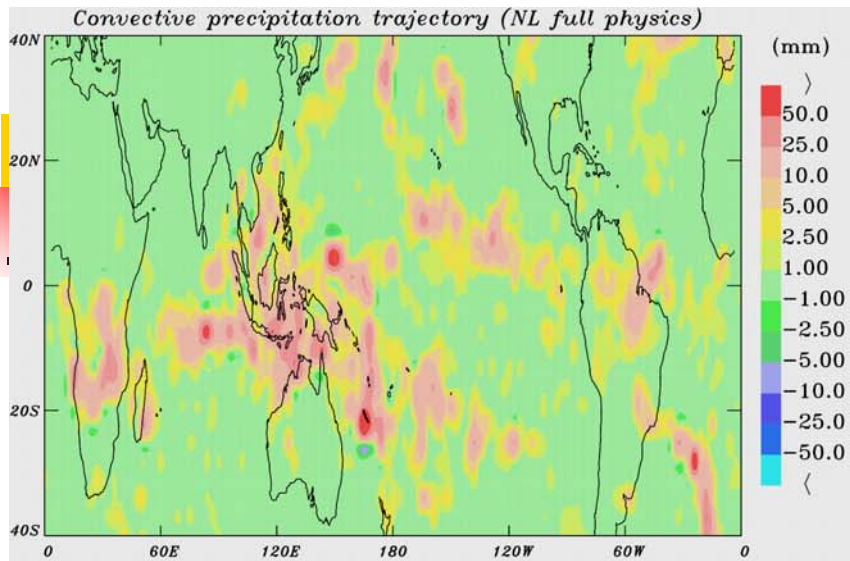 Convective precipitation trajectory (NL full physics)
40N
20N
0
20S
40S
0 60E 120E 180 120W 60W 0
(mm)
>
50.0
25.0
10.0
5.00
2.50
1.00
-1.00
-2.50
-5.00
-10.0
-25.0
-50.0
<